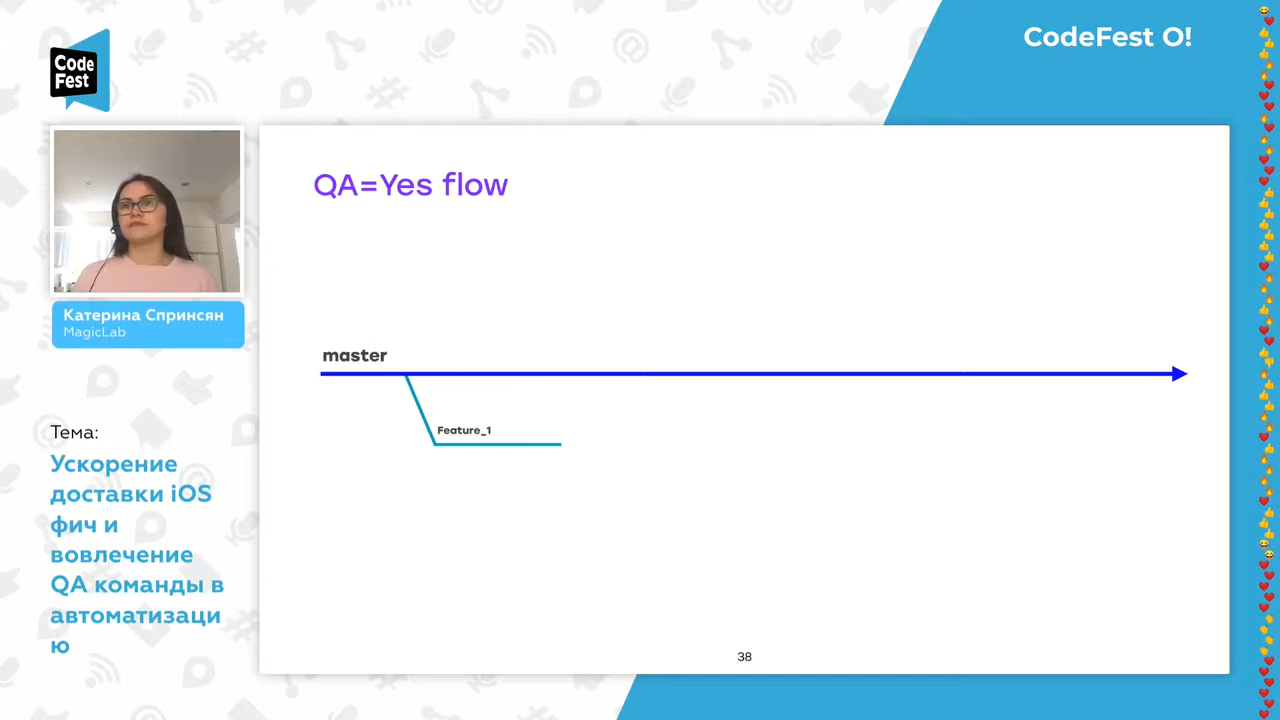 CodeFest O!
Code
Fest
QA=Yes flow
Катерина Спринсян
MagicLab
master
Feature_1
Тема:
Ускорение
доставки iOS
фич и
вовлечение
QA команды в
автоматизаци
ю
38